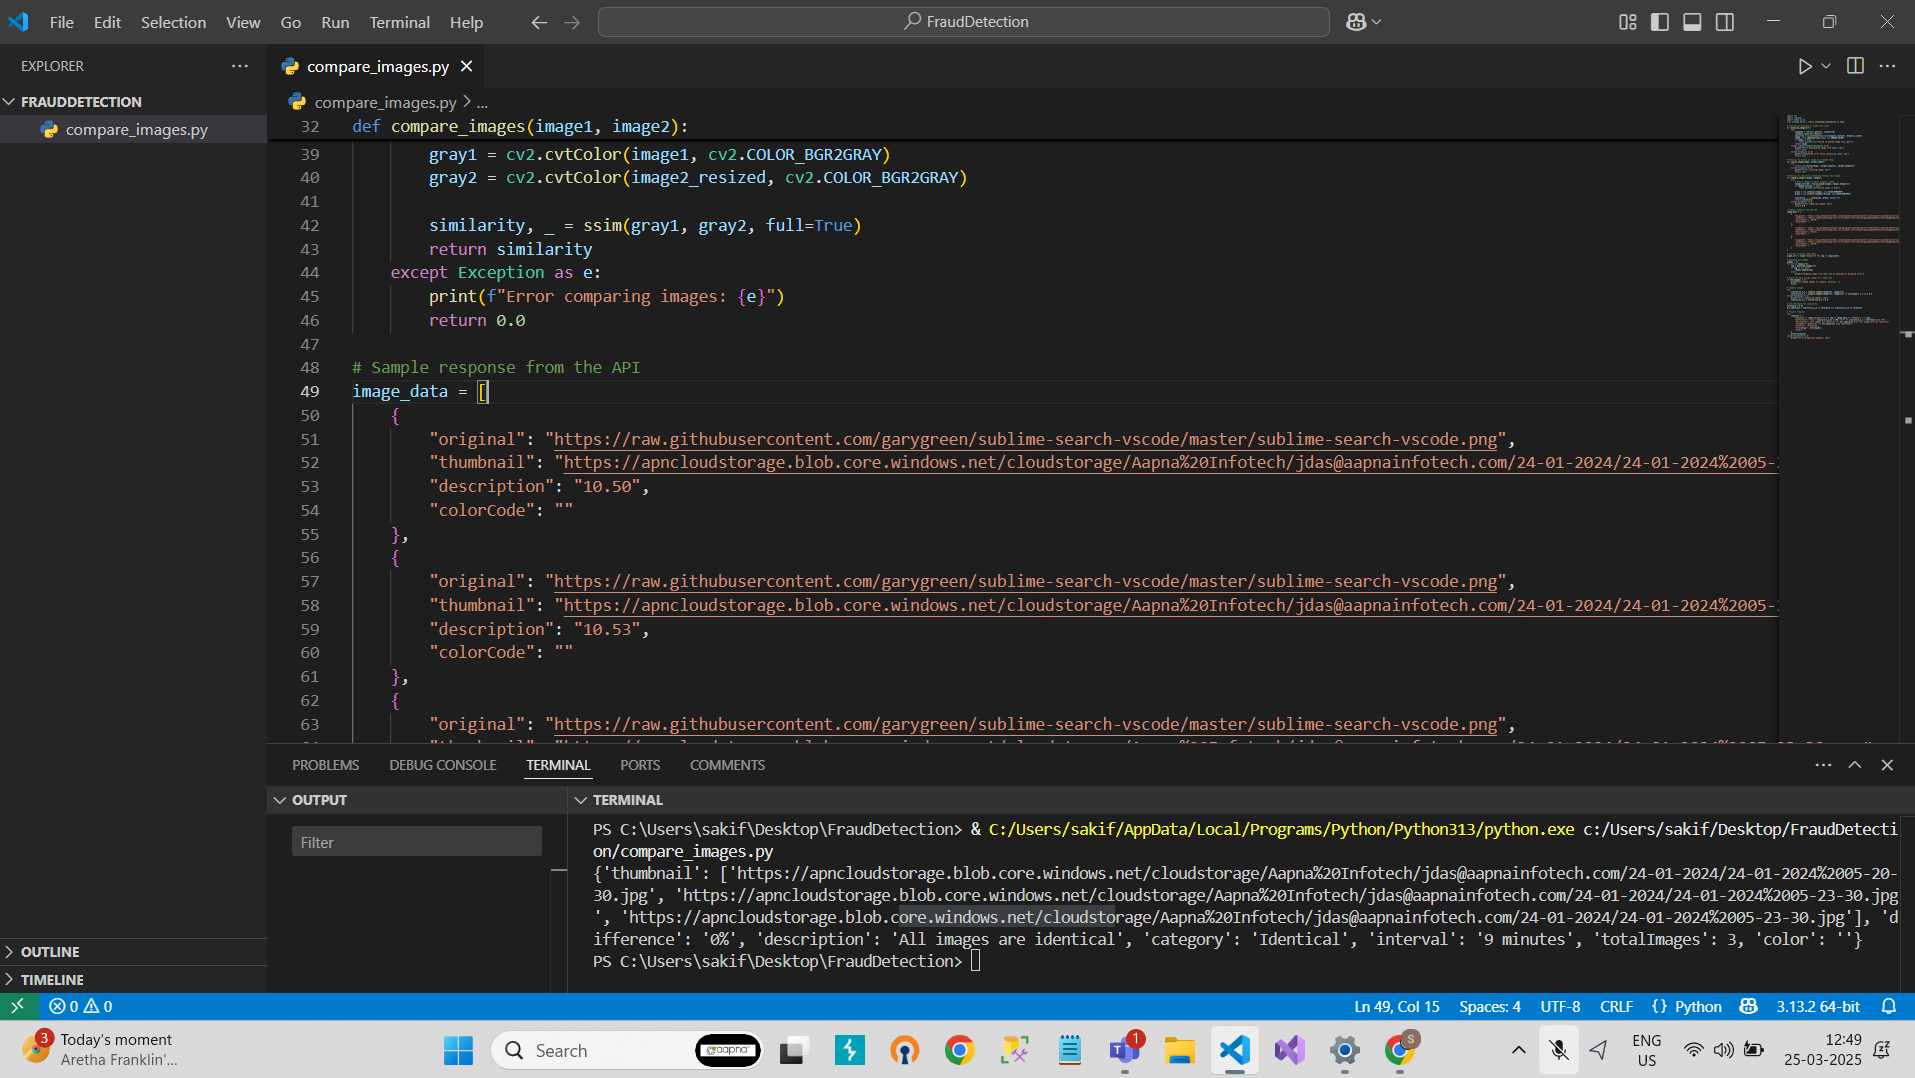 File Edit Selection View Go Run Terminal Help
FraudDetection
EXPLORER
FRAUDDETECTION
compare_images.py
compare_images.py
compare_images.py > ...
32 def compare_images(image1, image2):
39 gray1 = cv2.cvtColor(image1, cv2.COLOR_BGR2GRAY)
40 gray2 = cv2.cvtColor(image2_resized, cv2.COLOR_BGR2GRAY)
41
42 similarity, _ = ssim(gray1, gray2, full=True)
43 return similarity
44 except Exception as e:
45 print(f"Error comparing images: {e}")
46 return 0.0
47
48 # Sample response from the API
49 image_data = [
50 {
51 "original": "https://raw.githubusercontent.com/garygreen/sublime-search-vscode/master/sublime-search-vscode.png",
52 "thumbnail": "https://apncloudstorage.blob.core.windows.net/cloudstorage/Aapna%20Infotech/jdas@aapnainfotech.com/24-01-2024/24-01-2024%2005-
53 "description": "10.50",
54 "colorCode": ""
55 },
56 {
57 "original": "https://raw.githubusercontent.com/garygreen/sublime-search-vscode/master/sublime-search-vscode.png",
58 "thumbnail": "https://apncloudstorage.blob.core.windows.net/cloudstorage/Aapna%20Infotech/jdas@aapnainfotech.com/24-01-2024/24-01-2024%2005-
59 "description": "10.53",
60 "colorCode": ""
61 },
62 {
63 "original": "https://raw.githubusercontent.com/garygreen/sublime-search-vscode/master/sublime-search-vscode.png",
PROBLEMS DEBUG CONSOLE TERMINAL PORTS COMMENTS
OUTPUT
Filter
TERMINAL
PS C:\Users\sakif\Desktop\FraudDetection> & C:/Users/sakif/AppData/Local/Programs/Python/Python313/python.exe c:/Users/sakif/Desktop/FraudDetecti
on/compare_images.py
{'thumbnail': ['https://apncloudstorage.blob.core.windows.net/cloudstorage/Aapna%20Infotech/jdas@aapnainfotech.com/24-01-2024/24-01-2024%2005-20-
30.jpg', 'https://apncloudstorage.blob.core.windows.net/cloudstorage/Aapna%20Infotech/jdas@aapnainfotech.com/24-01-2024/24-01-2024%2005-23-30.jpg
', 'https://apncloudstorage.blob.core.windows.net/cloudstorage/Aapna%20Infotech/jdas@aapnainfotech.com/24-01-2024/24-01-2024%2005-23-30.jpg'], 'd
ifference': '0%', 'description': 'All images are identical', 'category': 'Identical', 'interval': '9 minutes', 'totalImages': 3, 'color': ''}
PS C:\Users\sakif\Desktop\FraudDetection>
OUTLINE
TIMELINE
0 0
Ln 49, Col 15 Spaces: 4 UTF-8 CRLF {} Python 3.13.2 64-bit
3
Today's moment
Aretha Franklin'...
Search
aapna
1
S
ENG
US
12:49
25-03-2025